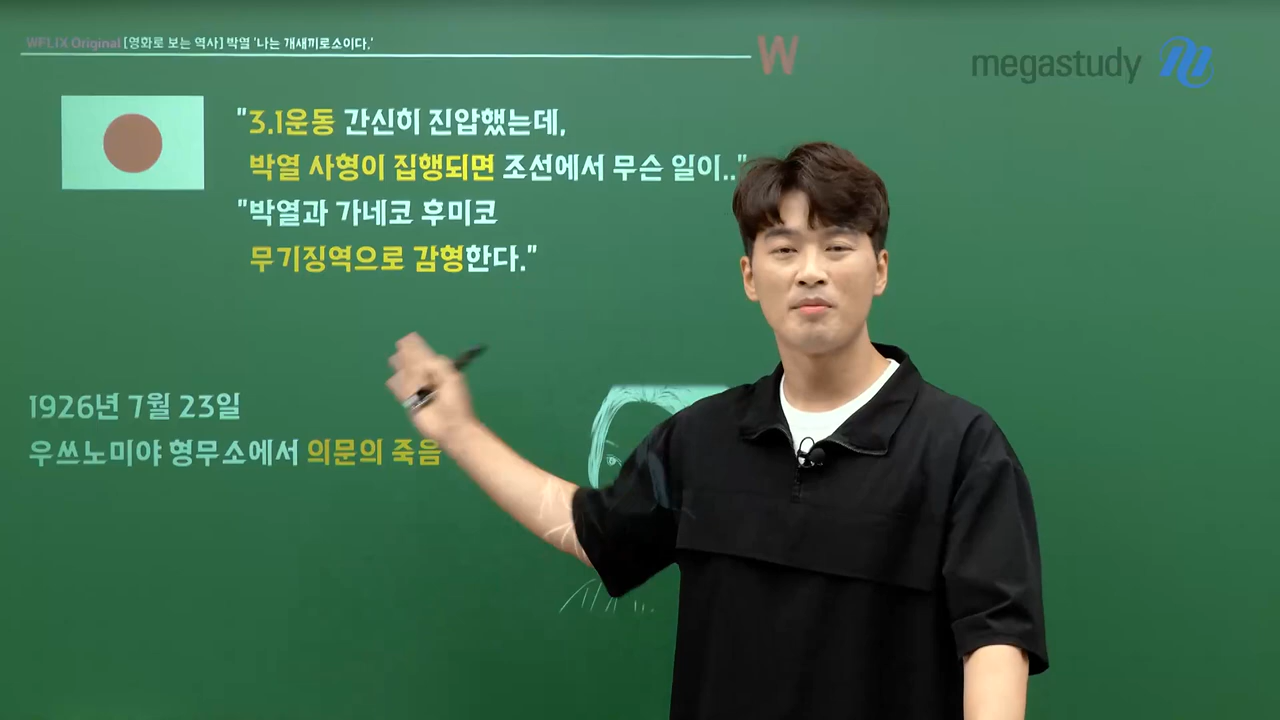 WFLIX Original [영화로 보는 역사] 박열 '나는 개새끼로소이다.'
W
megastudy
"3.1운동 간신히 진압했는데,
박열 사형이 집행되면 조선에서 무슨 일이.."
"박열과 가네코 후미코
무기징역으로 감형한다."
1926년 7월 23일
우쓰노미야 형무소에서 의문의 죽음